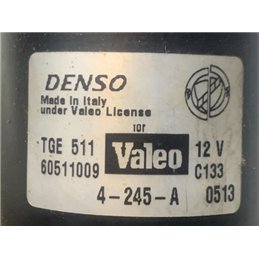 DENSO
Made in Italy
under Valeo License
for
TGE 511 Valeo 12 V
60511009 C133
4-245-A 0513